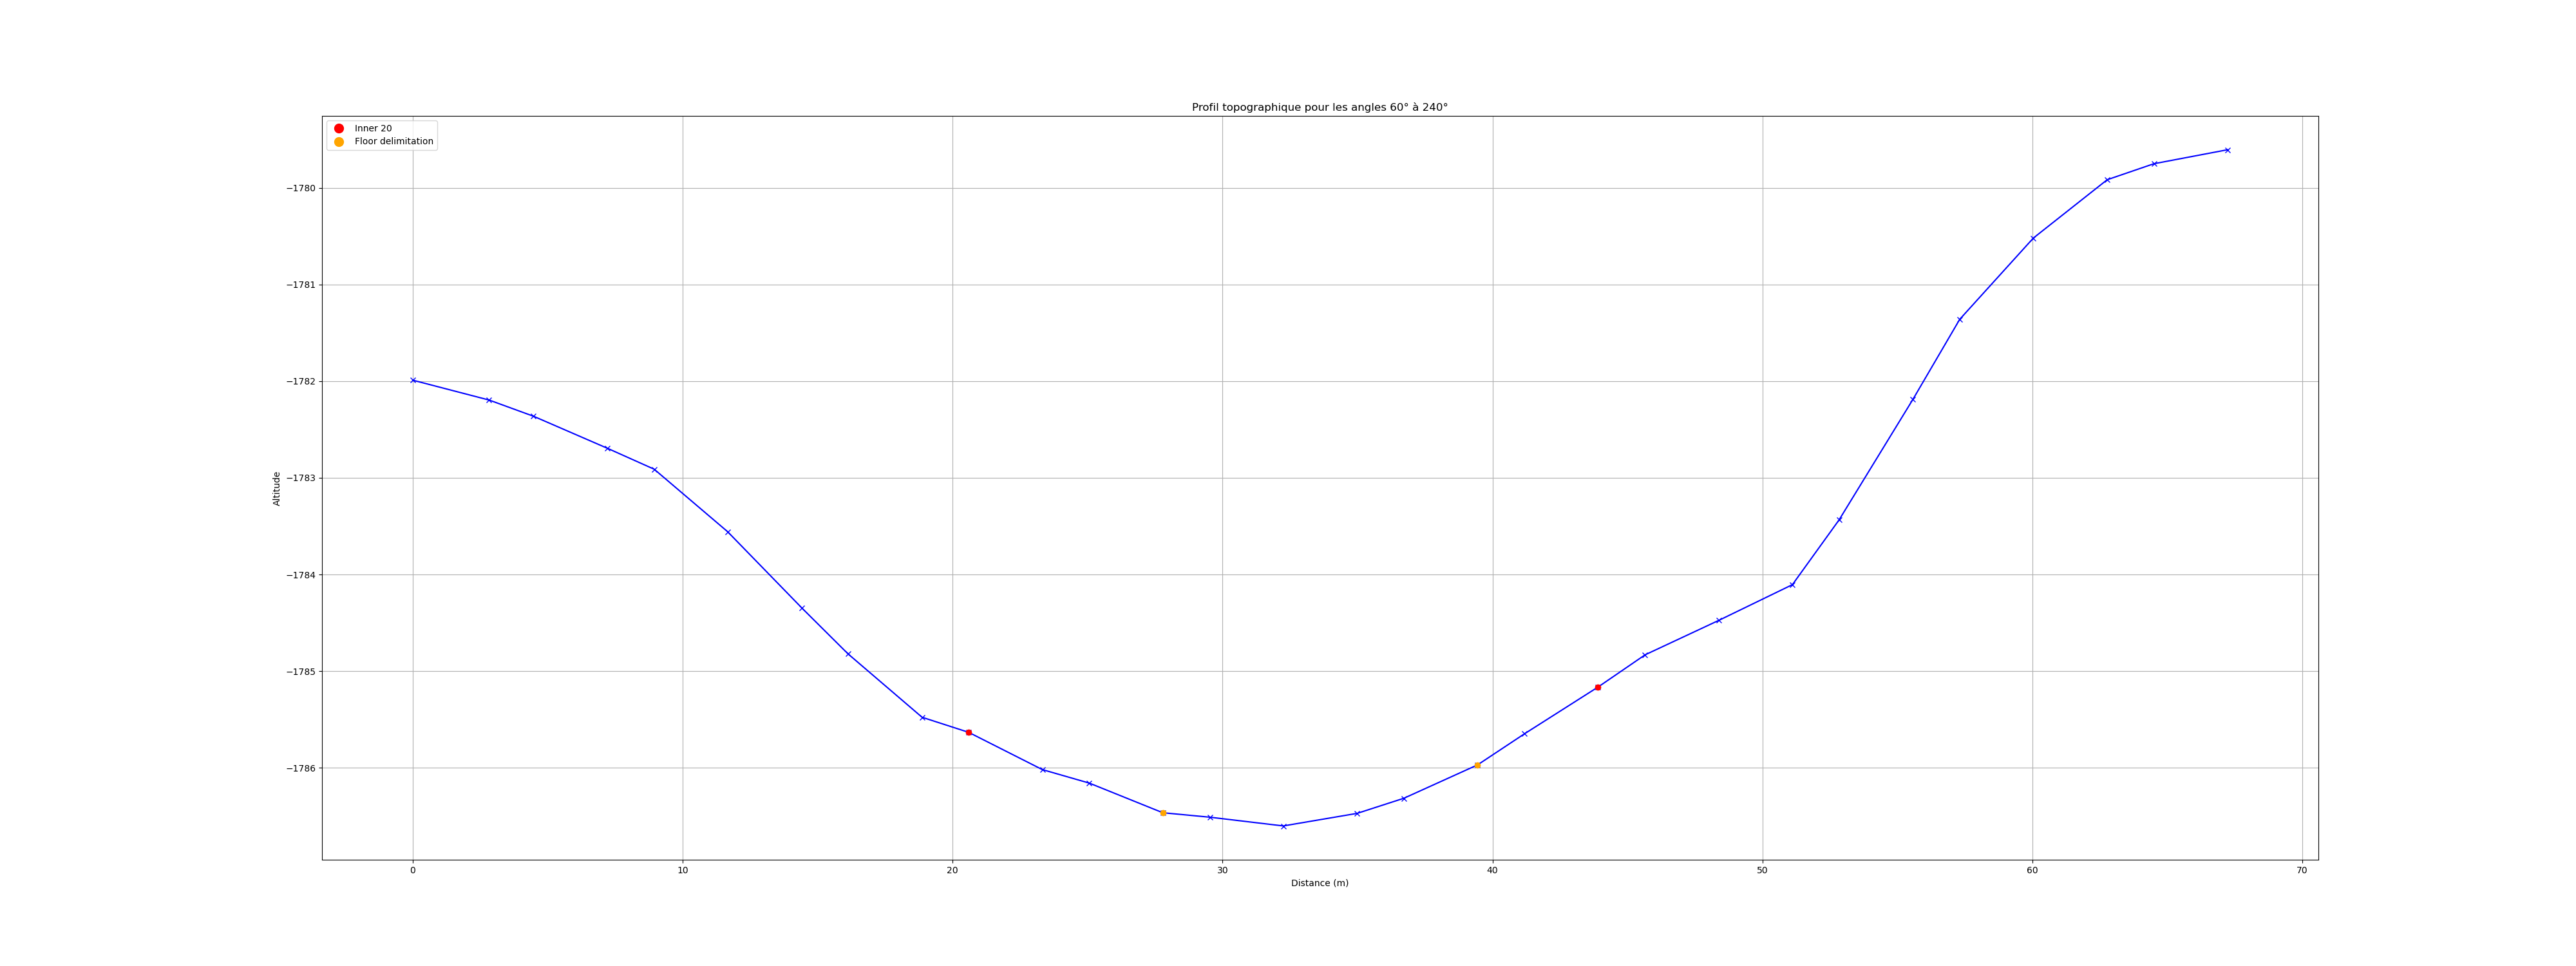 Profil topographique pour les angles 60° à 240°
Inner 20
Floor delimitation
−1780
−1781
−1782
−1783
−1784
−1785
−1786
Altitude
0 10 20 30 40 50 60 70
Distance (m)